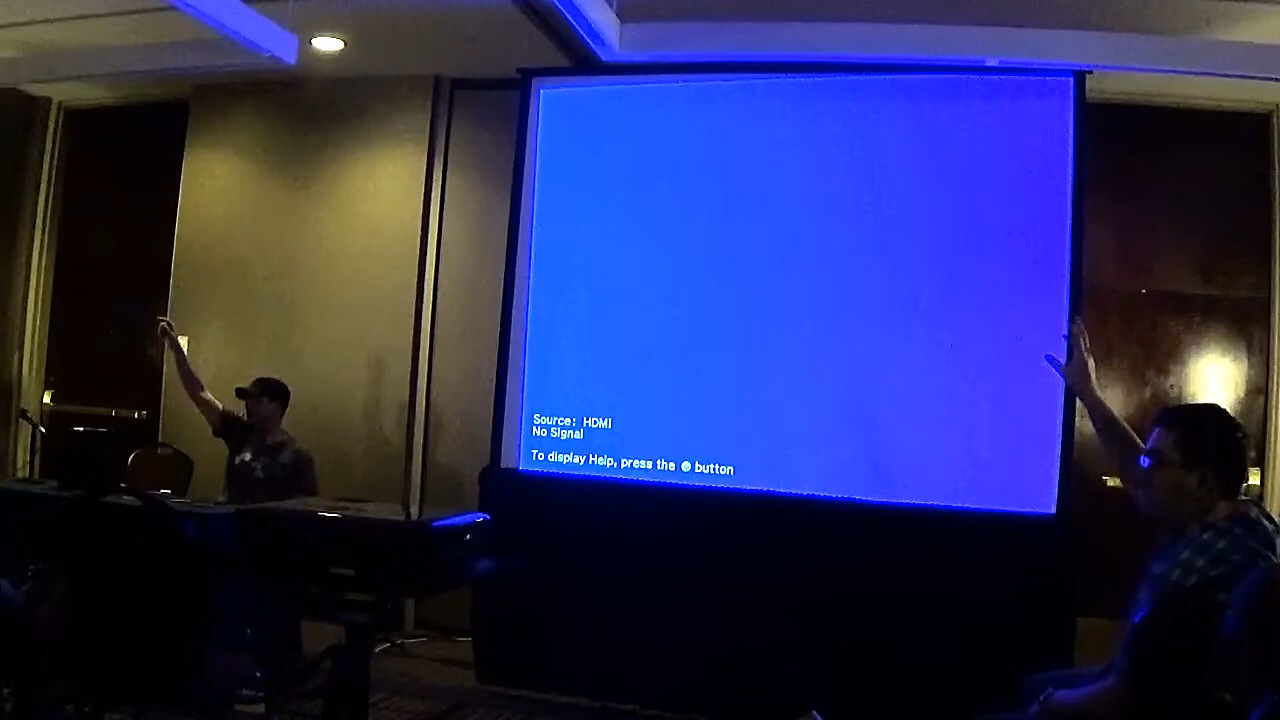 Source: HDMI
No Signal
To display Help, press the button